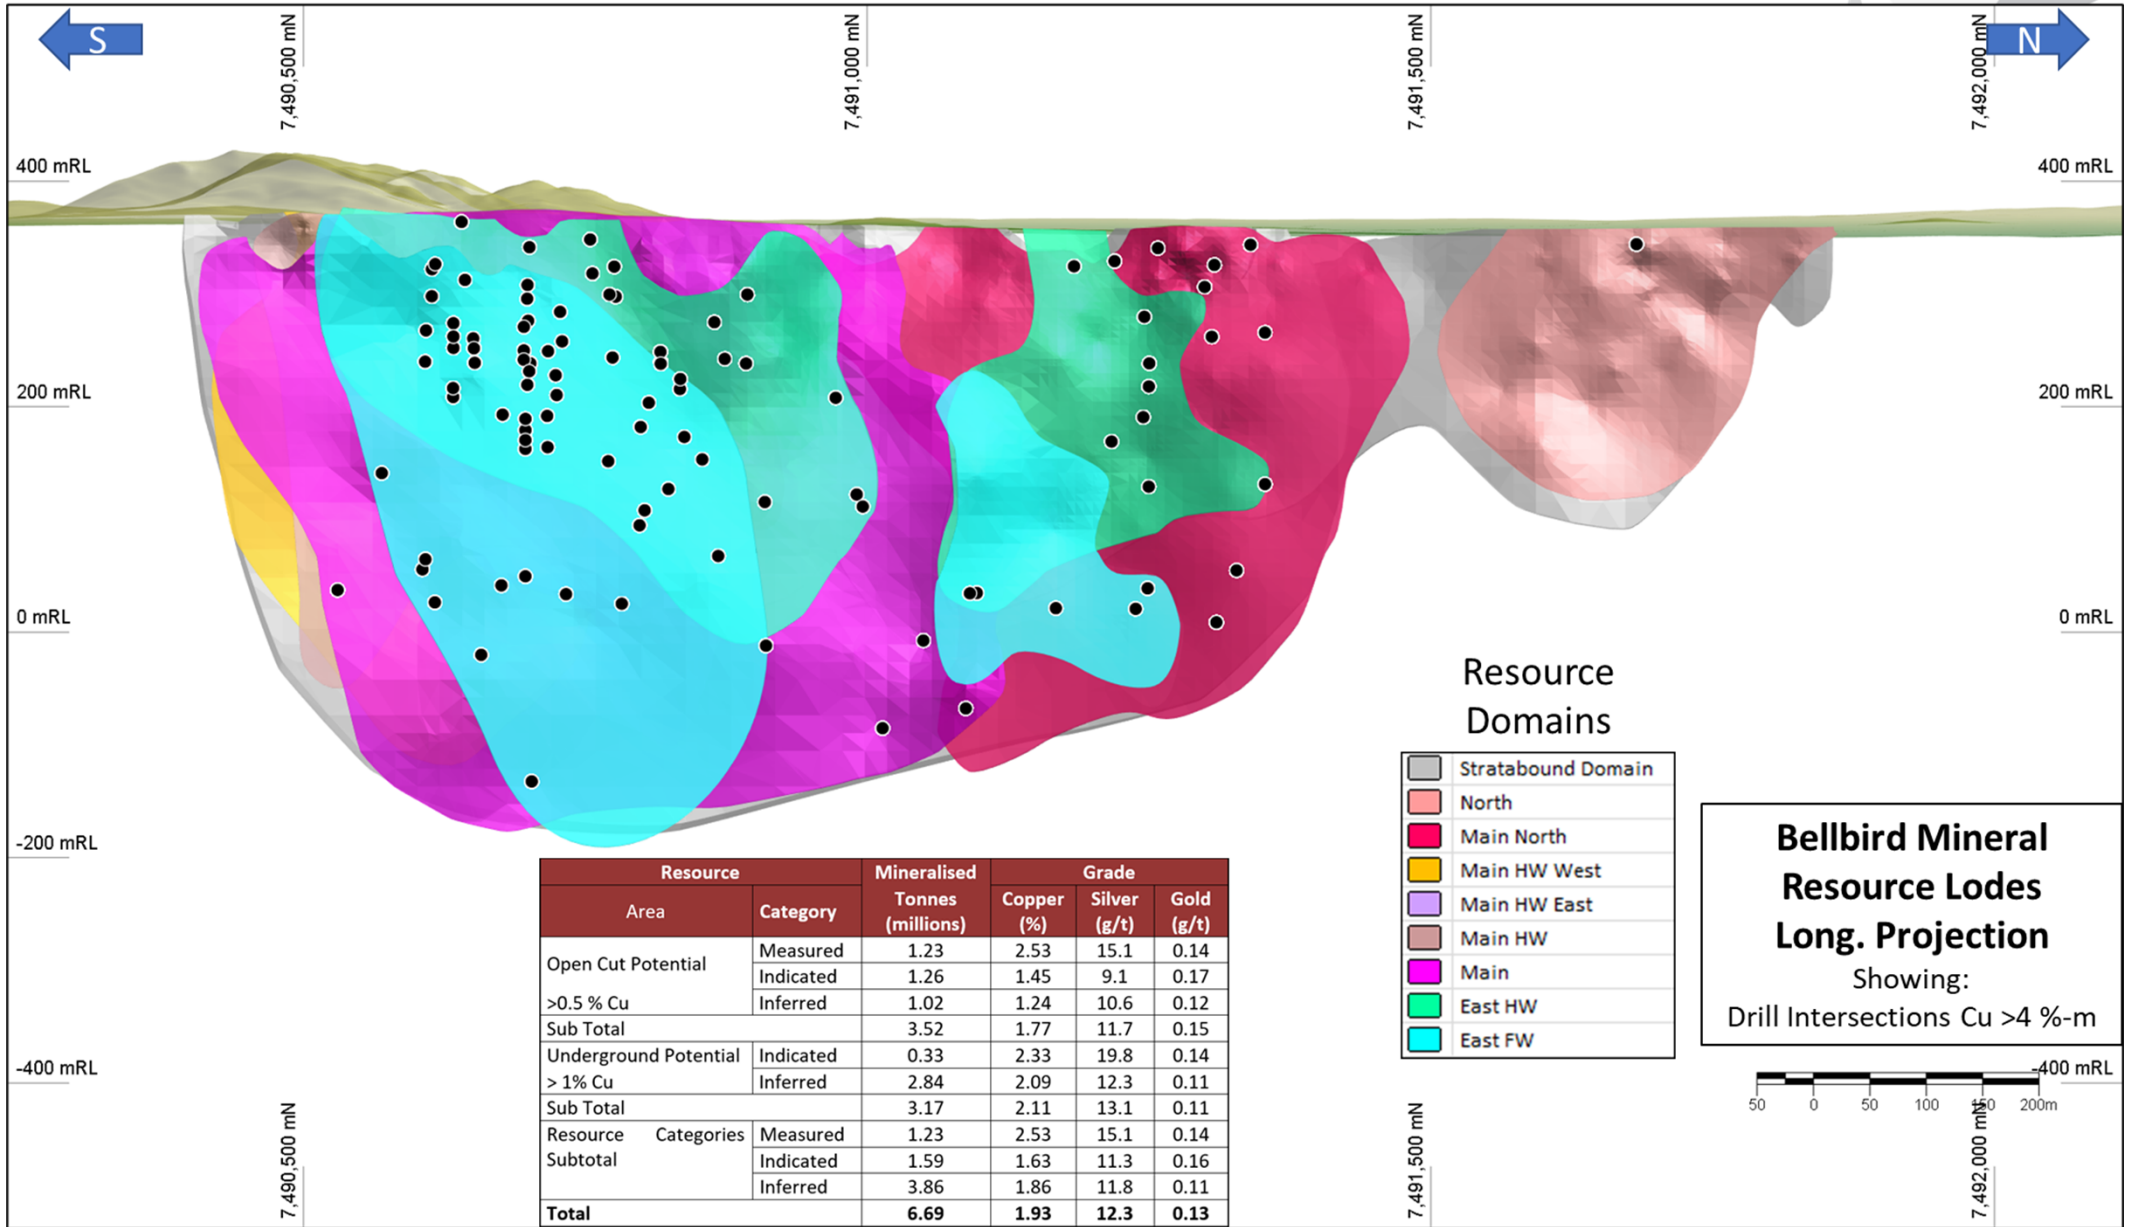 S
7,490,500 mN
7,491,000 mN
7,491,500 mN
7,492,000 mN
N
400 mRL
400 mRL
200 mRL
200 mRL
0 mRL
0 mRL
-200 mRL
-400 mRL
-400 mRL
Resource
Domains
Stratabound Domain
North
Main North
Main HW West
Main HW East
Main HW
Main
East HW
East FW
Bellbird Mineral
Resource Lodes
Long. Projection
Showing:
Drill Intersections Cu >4 %-m
50 0 50 100 150 200m
Resource Mineralised Tonnes (millions) Grade
Area Category Copper (%) Silver (g/t) Gold (g/t)
Open Cut Potential Measured 1.23 2.53 15.1 0.14
Indicated 1.26 1.45 9.1 0.17
>0.5 % Cu Inferred 1.02 1.24 10.6 0.12
Sub Total 3.52 1.77 11.7 0.15
Underground Potential Indicated 0.33 2.33 19.8 0.14
> 1% Cu Inferred 2.84 2.09 12.3 0.11
Sub Total 3.17 2.11 13.1 0.11
Resource Categories Measured 1.23 2.53 15.1 0.14
Subtotal Indicated 1.59 1.63 11.3 0.16
Inferred 3.86 1.86 11.8 0.11
Total 6.69 1.93 12.3 0.13
7,490,500 mN
7,491,500 mN
7,492,000 mN